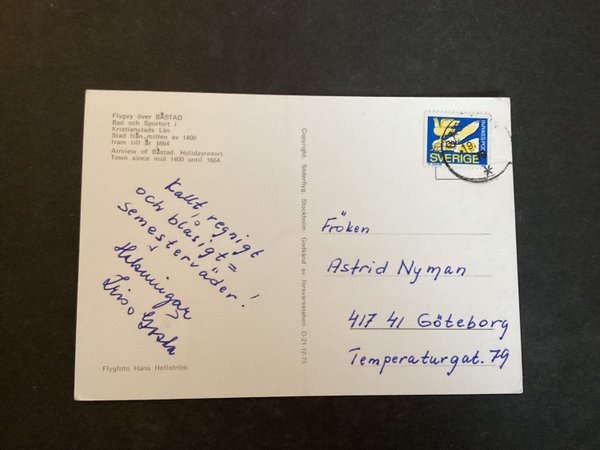 Flygvy över BÅSTAD
Bad och Sportort i
Kristianstads Län
Stad från mitten av 1400
fram till år 1664.
Airview of Båstad, Holidayresort.
Town since mid 1400 until 1664.
Kallt, regnigt
och blåsigt =
semesterväder!
Hälsningar
Flygfoto Hans Hellström
Copyright: Söderflyg, Stockholm. Godkänd av försvarsstaben D-21-12-75
SVERIGE
Fröken
Astrid Nyman
417 41 Göteborg
Temperaturgat. 79